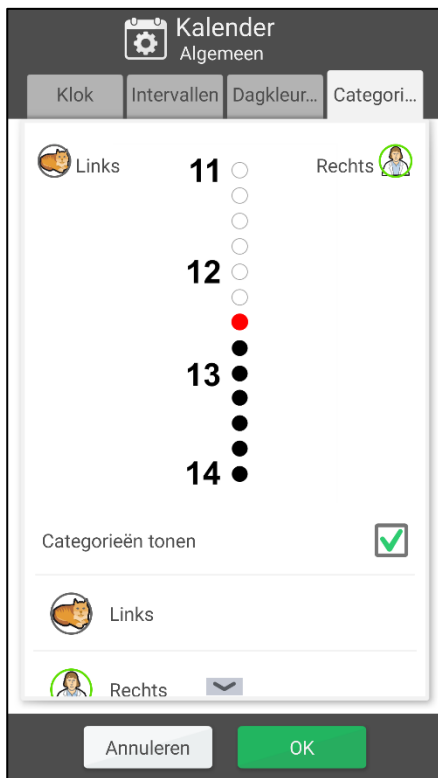 Kalender
Algemeen
Klok Intervallen Dagkleur... Categori...
Links 11 Rechts
12
13
14
Categorieën tonen
Links
Rechts
Annuleren OK